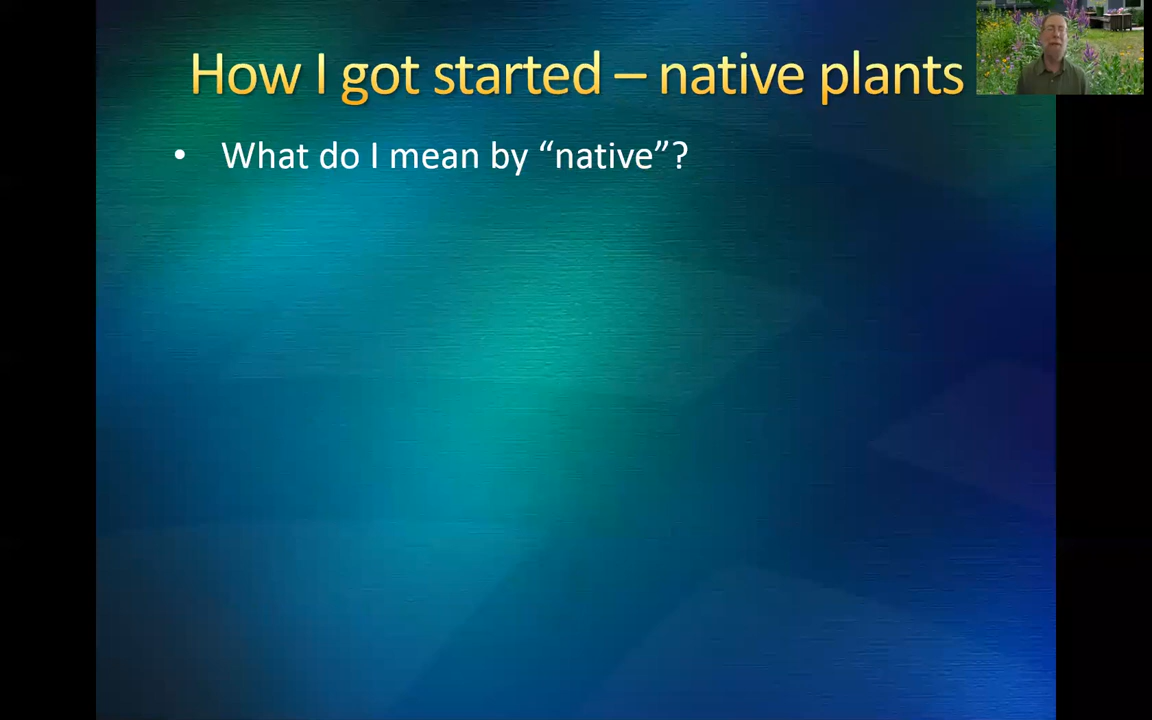 How I got started – native plants
• What do I mean by “native”?